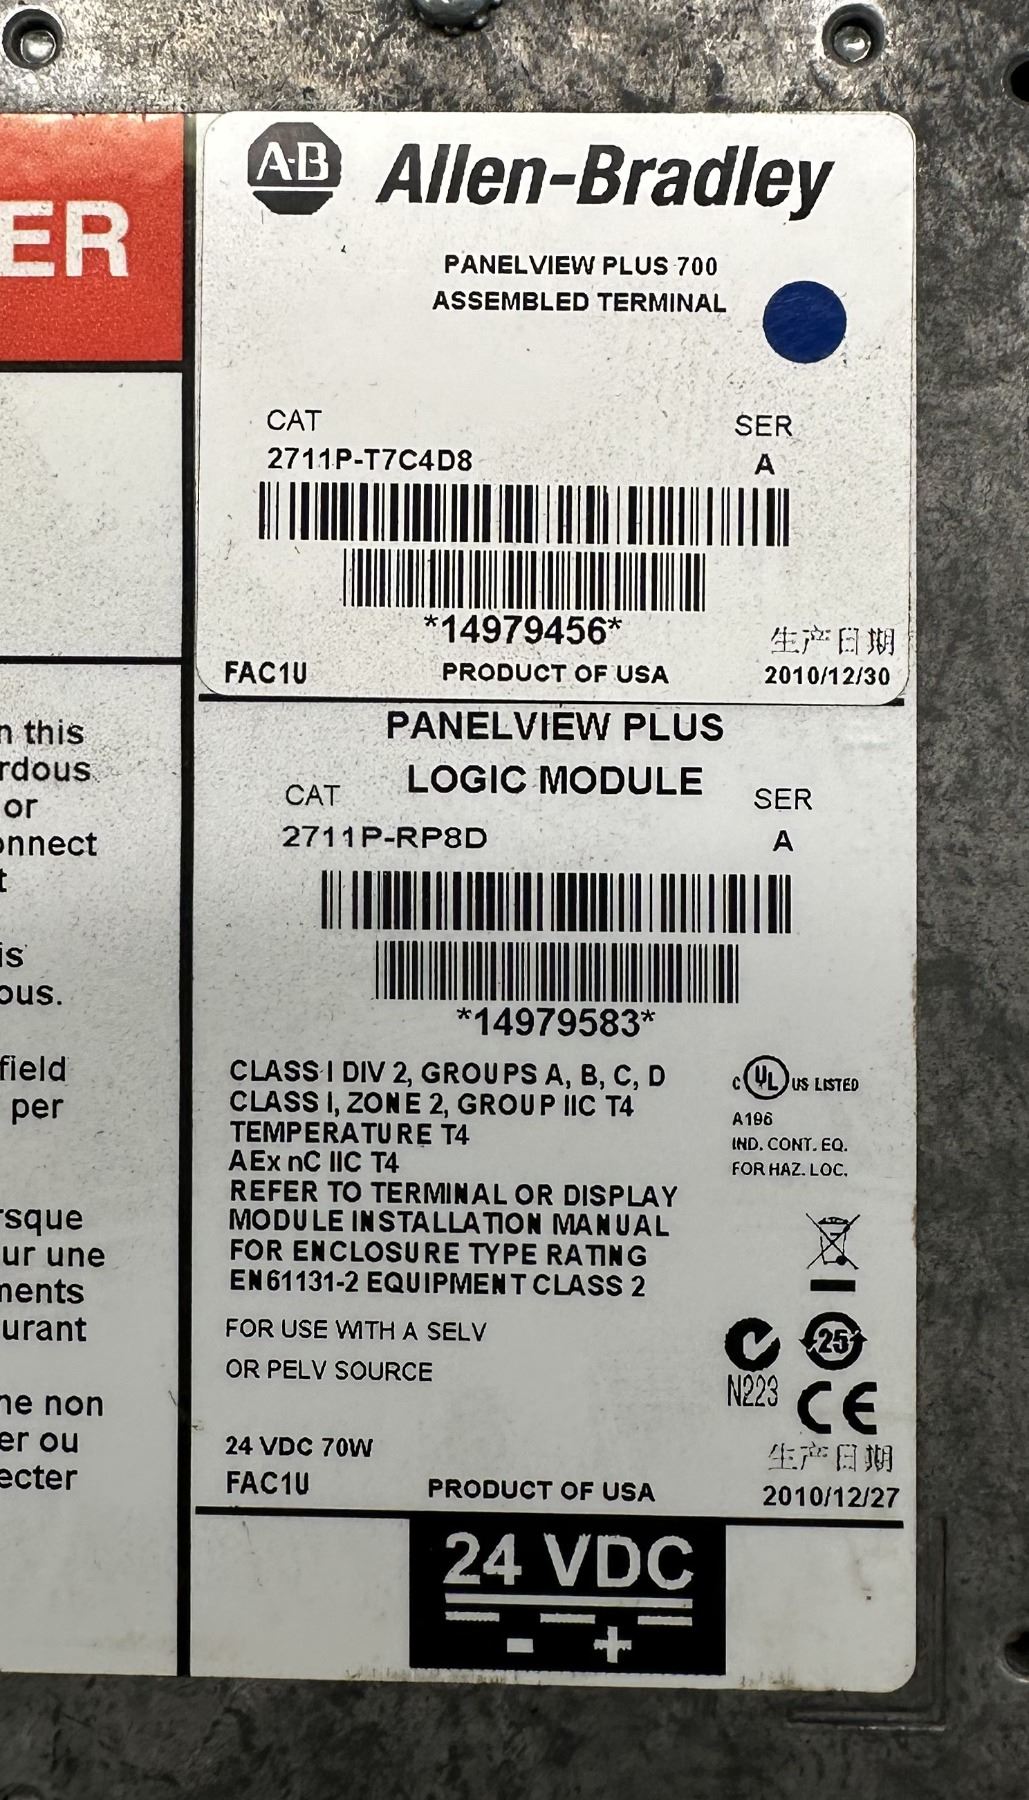 ER
n this
rdous
or
onnect
t
is
ous.
field
per
rsque
ur une
ments
urant
ne non
er ou
ecter
A-B Allen-Bradley
PANELVIEW PLUS 700
ASSEMBLED TERMINAL
CAT SER
2711P-T7C4D8 A
*14979456*
生产日期
FAC1U PRODUCT OF USA 2010/12/30
PANELVIEW PLUS
LOGIC MODULE
CAT SER
2711P-RP8D A
*14979583*
CLASS I DIV 2, GROUPS A, B, C, D
CLASS I, ZONE 2, GROUP IIC T4
TEMPERATURE T4
AEx nC IIC T4
REFER TO TERMINAL OR DISPLAY
MODULE INSTALLATION MANUAL
FOR ENCLOSURE TYPE RATING
EN61131-2 EQUIPMENT CLASS 2
C UL US LISTED
A196
IND. CONT. EQ.
FOR HAZ. LOC.
FOR USE WITH A SELV
OR PELV SOURCE
25
N223
CE
24 VDC 70W
生产日期
FAC1U PRODUCT OF USA 2010/12/27
24 VDC
- +